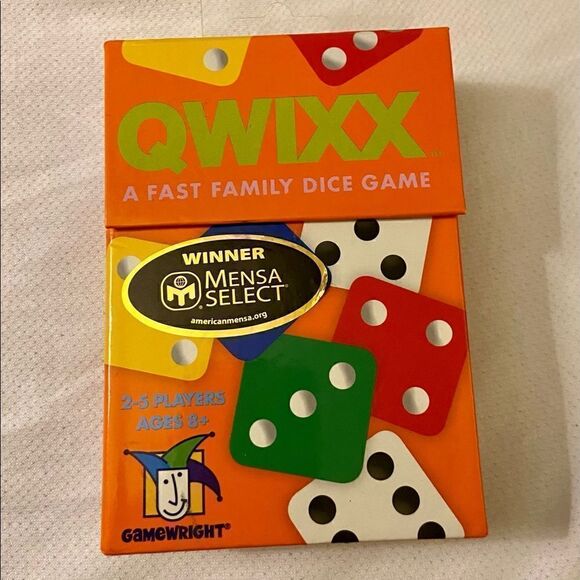 QWIXX
A FAST FAMILY DICE GAME
WINNER
MENSA
SELECT®
americanmensa.org
2-5 PLAYERS
AGES 8+
GAMEWRIGHT®